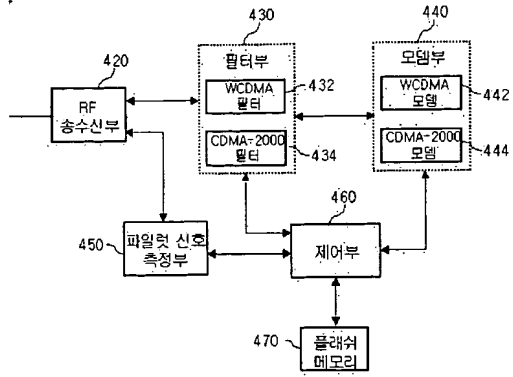 430
440
420
필터부
모뎀부
RF
송수신부
WCDMA
필터
432
WCDMA
모뎀
442
CDMA-2000
필터
434
CDMA-2000
모뎀
444
460
450
파일럿 신호
측정부
제어부
470
플래쉬
메모리